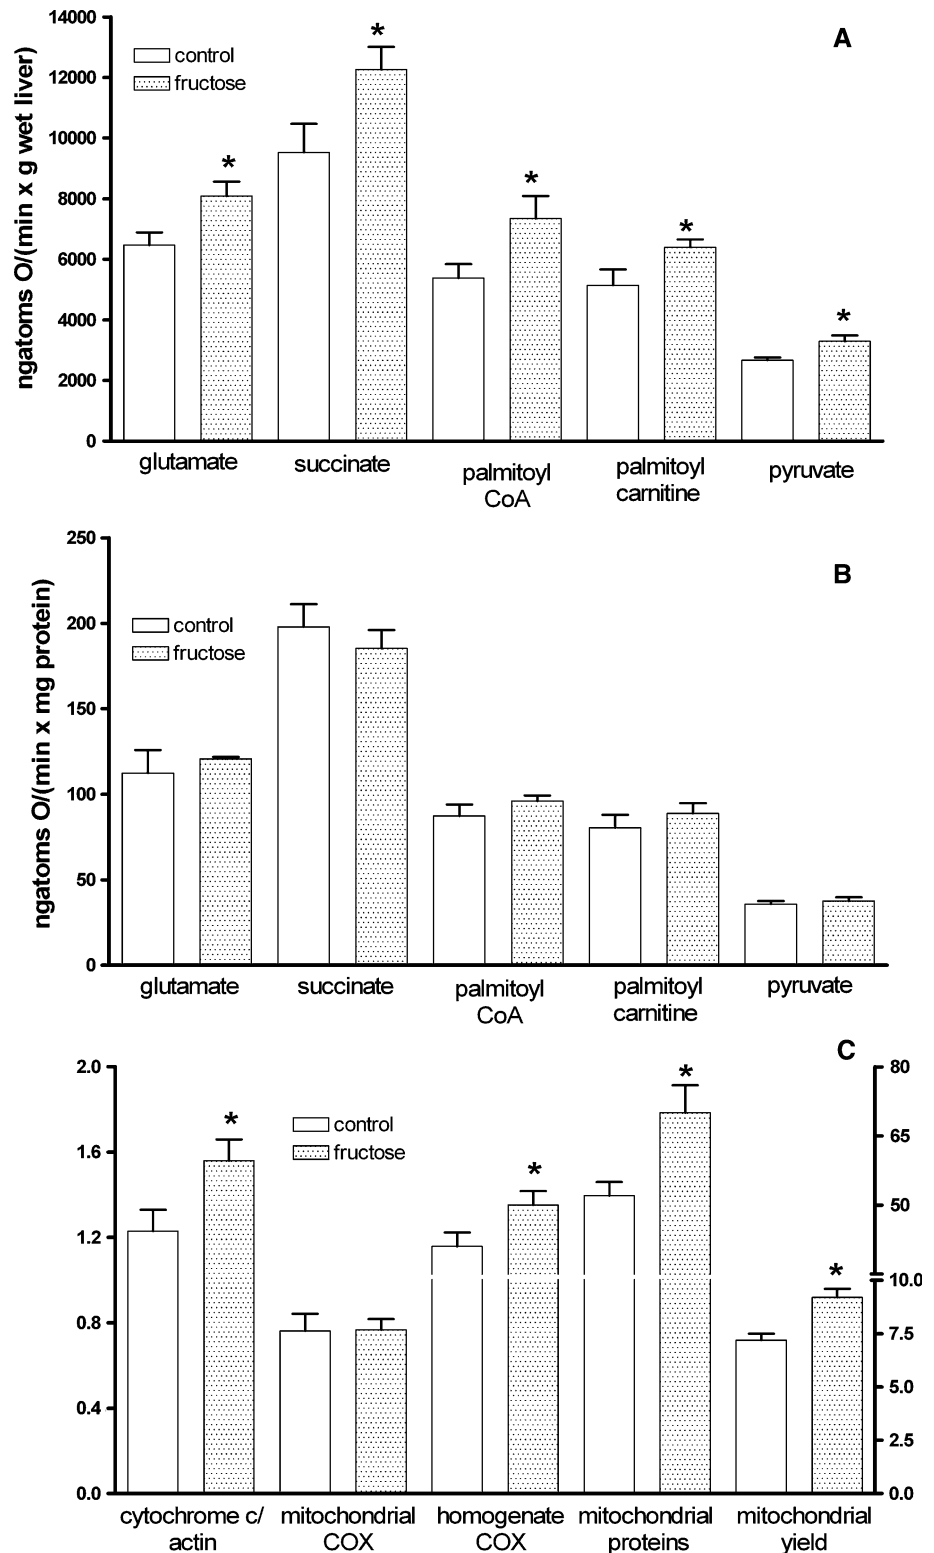 A
ngatoms O/(min x g wet liver)
14000
12000
10000
8000
6000
4000
2000
0
control
fructose
*
*
*
*
*
glutamate
succinate
palmitoyl
CoA
palmitoyl
carnitine
pyruvate
B
ngatoms O/(min x mg protein)
250
200
150
100
50
0
control
fructose
glutamate
succinate
palmitoyl
CoA
palmitoyl
carnitine
pyruvate
C
2.0
1.6
1.2
0.8
0.4
0.0
control
fructose
*
*
*
*
80
65
50
10.0
7.5
5.0
2.5
0.0
cytochrome c/
actin
mitochondrial
COX
homogenate
COX
mitochondrial
proteins
mitochondrial
yield